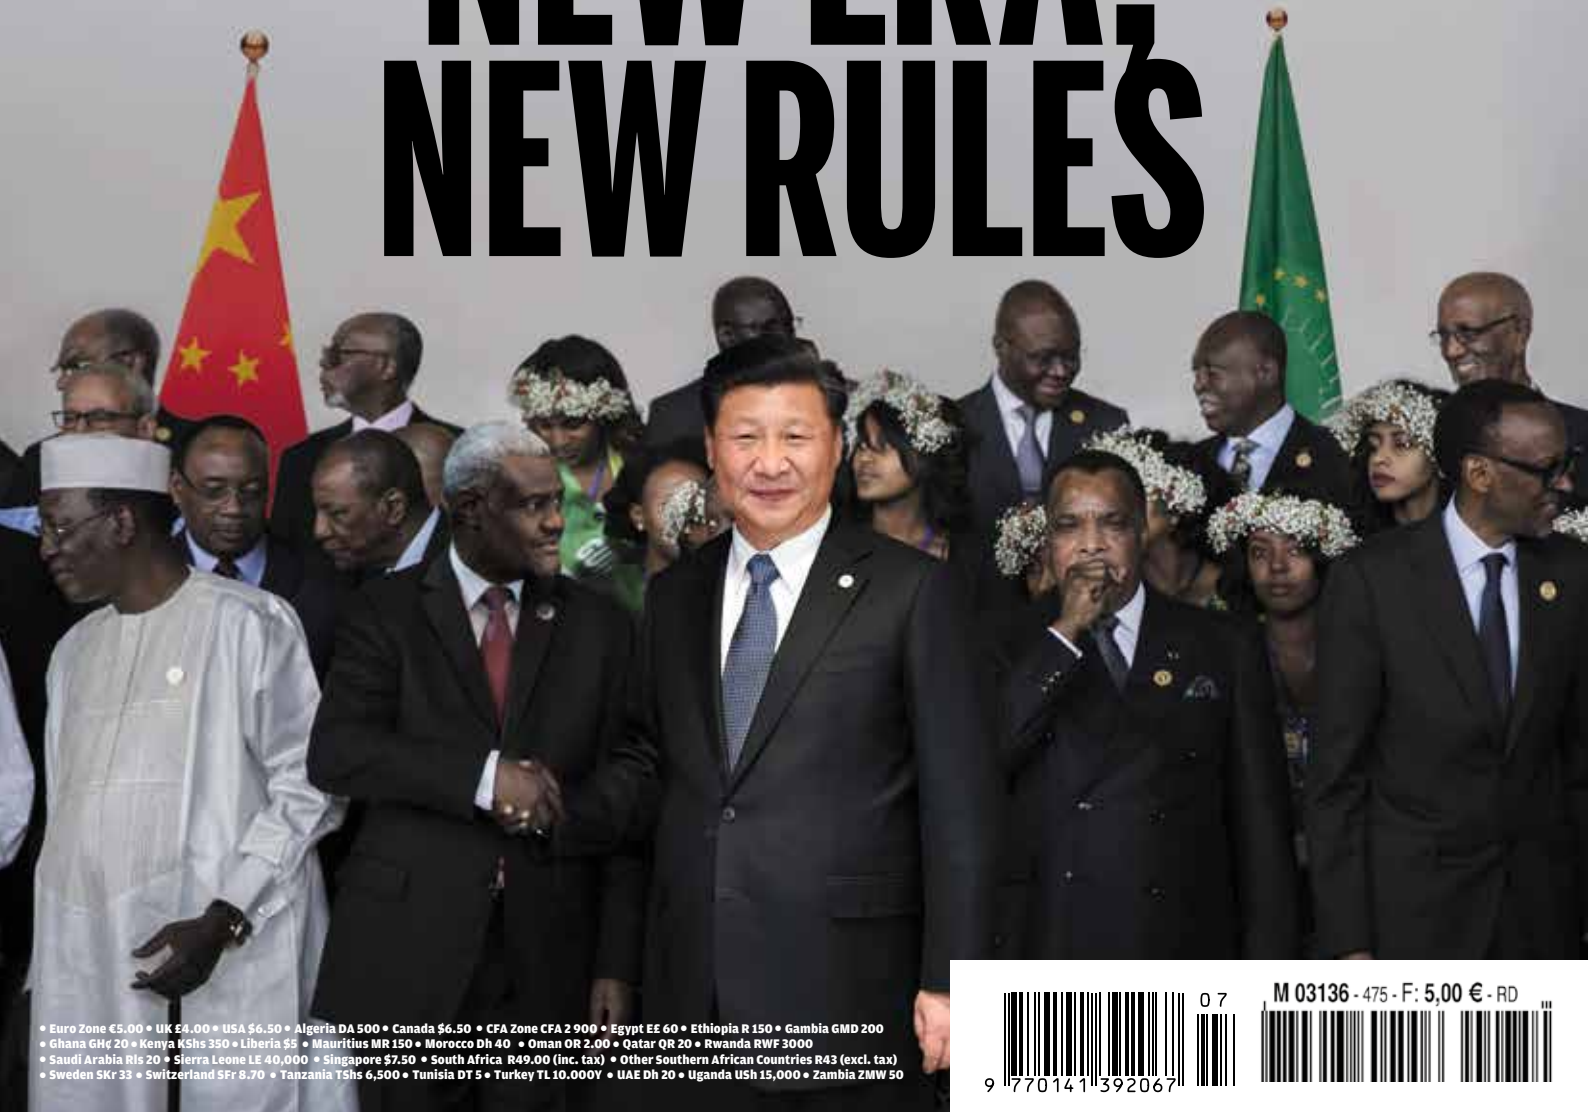 NEW ERA,
NEW RULES
• Euro Zone €5.00 • UK £4.00 • USA $6.50 • Algeria DA 500 • Canada $6.50 • CFA Zone CFA 2 900 • Egypt E£ 60 • Ethiopia R 150 • Gambia GMD 200
• Ghana GH¢ 20 • Kenya KShs 350 • Liberia $5 • Mauritius MR 150 • Morocco Dh 40 • Oman OR 2.00 • Qatar QR 20 • Rwanda RWF 3000
• Saudi Arabia Rls 20 • Sierra Leone LE 40,000 • Singapore $7.50 • South Africa R49.00 (inc. tax) • Other Southern African Countries R43 (excl. tax)
• Sweden SKr 33 • Switzerland SFr 8.70 • Tanzania TShs 6,500 • Tunisia DT 5 • Turkey TL 10.000Y • UAE Dh 20 • Uganda USh 15,000 • Zambia ZMW 50
07
9 770141 392067
M 03136 - 475 - F: 5,00 € - RD